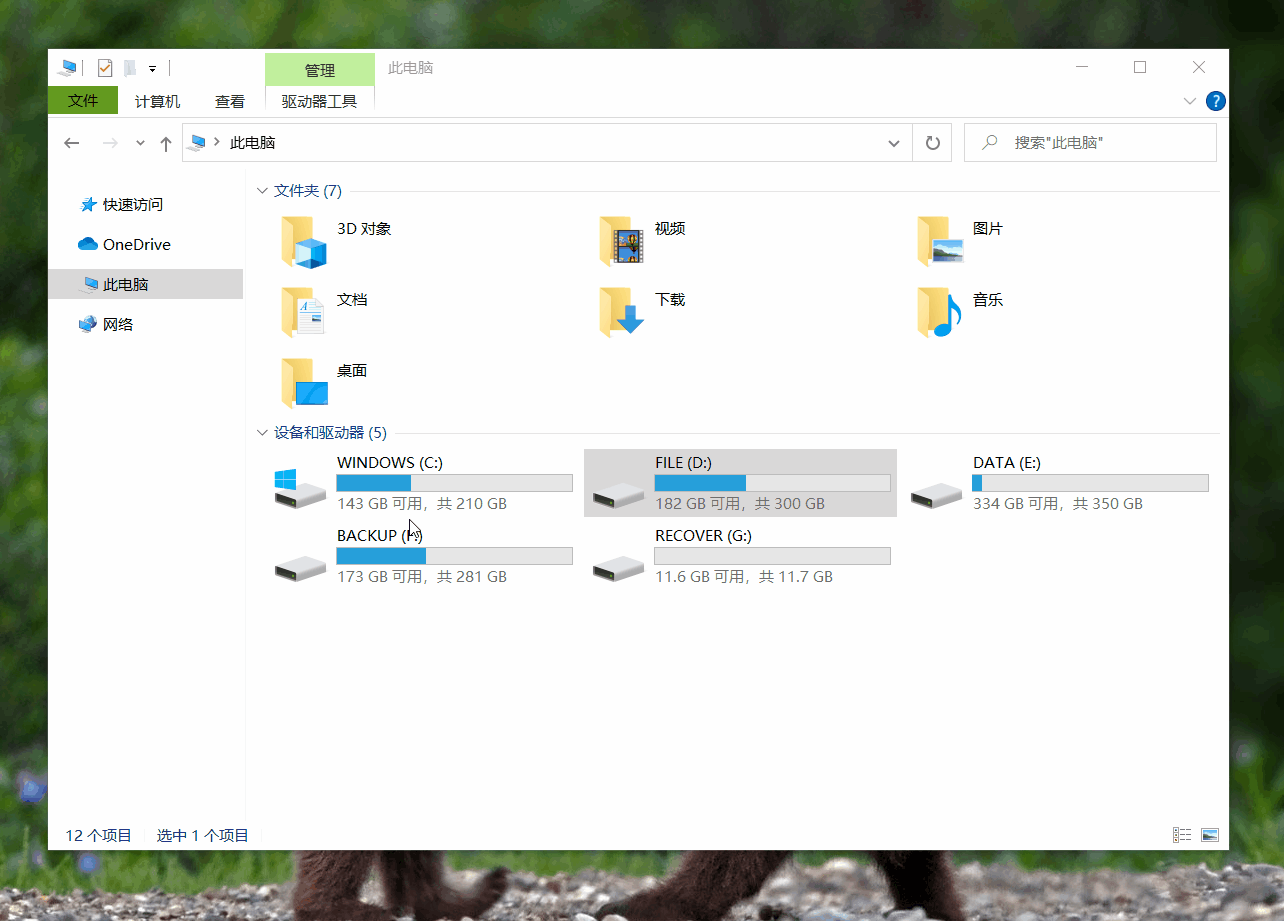 管理
此电脑
文件
计算机
查看
驱动器工具
此电脑
搜索"此电脑"
快速访问
OneDrive
此电脑
网络
文件夹 (7)
3D 对象
视频
图片
文档
下载
音乐
桌面
设备和驱动器 (5)
WINDOWS (C:)
143 GB 可用，共 210 GB
FILE (D:)
182 GB 可用，共 300 GB
DATA (E:)
334 GB 可用，共 350 GB
BACKUP
173 GB 可用，共 281 GB
RECOVER (G:)
11.6 GB 可用，共 11.7 GB
12 个项目
选中 1 个项目